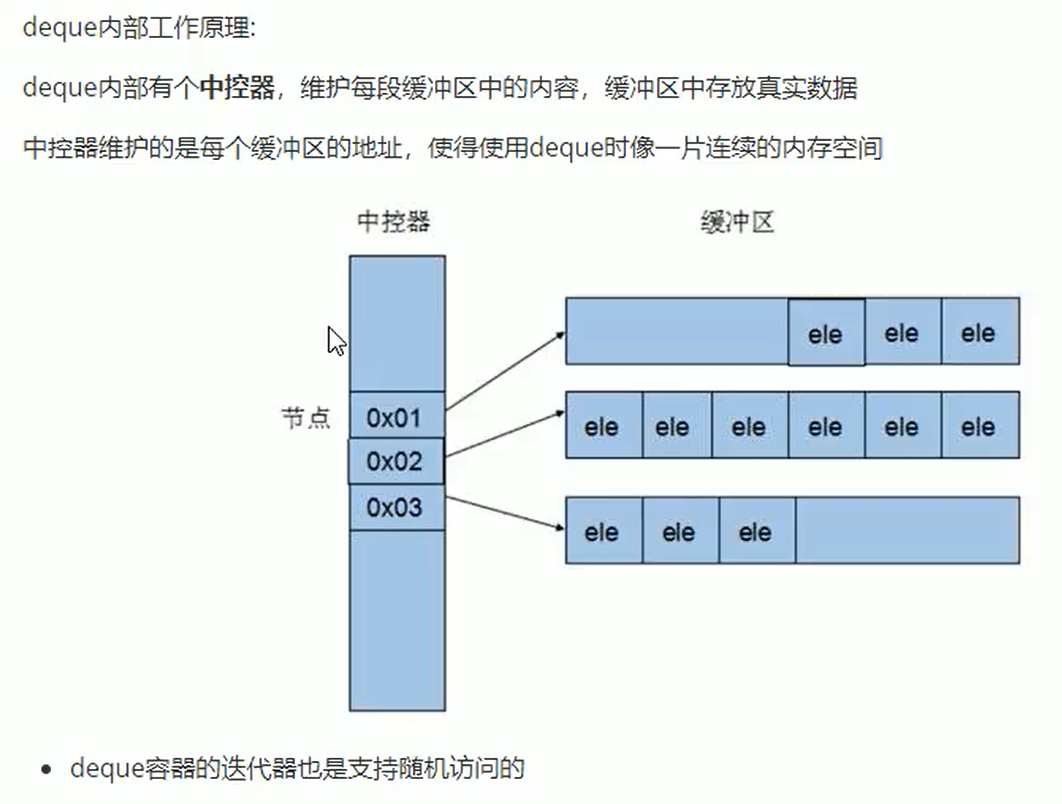 deque内部工作原理:
deque内部有个中控器，维护每段缓冲区中的内容，缓冲区中存放真实数据
中控器维护的是每个缓冲区的地址，使得使用deque时像一片连续的内存空间
中控器 缓冲区
ele ele ele
节点 0x01
ele ele ele ele ele ele
0x02
0x03
ele ele ele
• deque容器的迭代器也是支持随机访问的